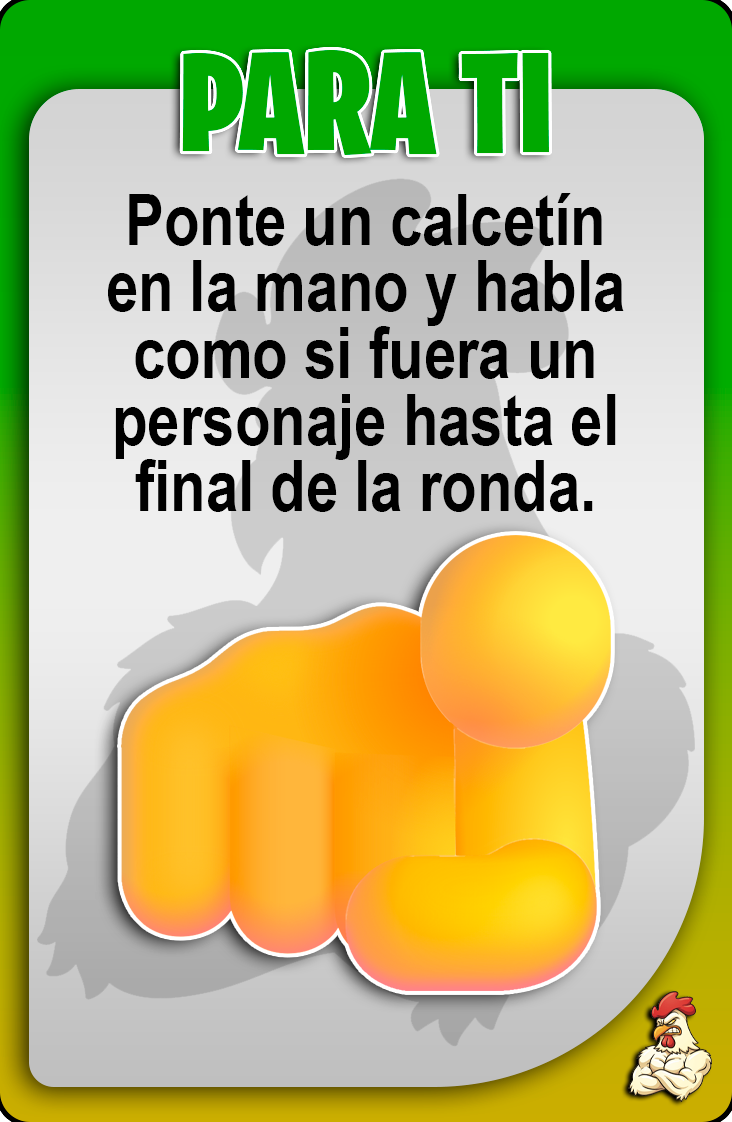 PARA TI
Ponte un calcetín
en la mano y habla
como si fuera un
personaje hasta el
final de la ronda.